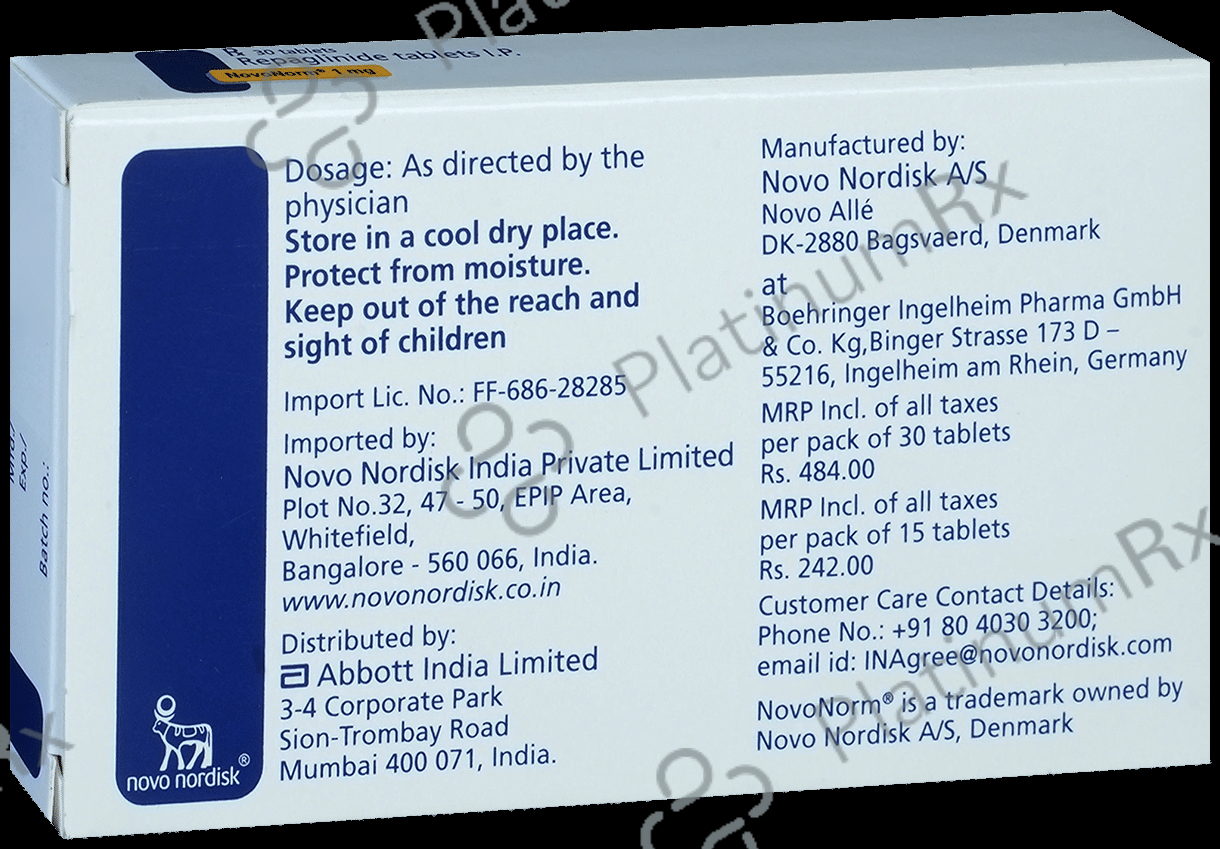 Rx 30 tablets
Repaglinide tablets I.P.
NovoNorm® 1 mg
Dosage: As directed by the
physician
Store in a cool dry place.
Protect from moisture.
Keep out of the reach and
sight of children
Import Lic. No.: FF-686-28285
Imported by:
Novo Nordisk India Private Limited
Plot No.32, 47 - 50, EPIP Area,
Whitefield,
Bangalore - 560 066, India.
www.novonordisk.co.in
Distributed by:
Abbott India Limited
3-4 Corporate Park
Sion-Trombay Road
Mumbai 400 071, India.
Manufactured by:
Novo Nordisk A/S
Novo Allé
DK-2880 Bagsvaerd, Denmark
at
Boehringer Ingelheim Pharma GmbH
& Co. Kg,Binger Strasse 173 D –
55216, Ingelheim am Rhein, Germany
MRP Incl. of all taxes
per pack of 30 tablets
Rs. 484.00
MRP Incl. of all taxes
per pack of 15 tablets
Rs. 242.00
Customer Care Contact Details:
Phone No.: +91 80 4030 3200;
email id: INAgree@novonordisk.com
NovoNorm® is a trademark owned by
Novo Nordisk A/S, Denmark
novo nordisk®
Exp./
Batch no.:
PlatinumRx
PlatinumRx